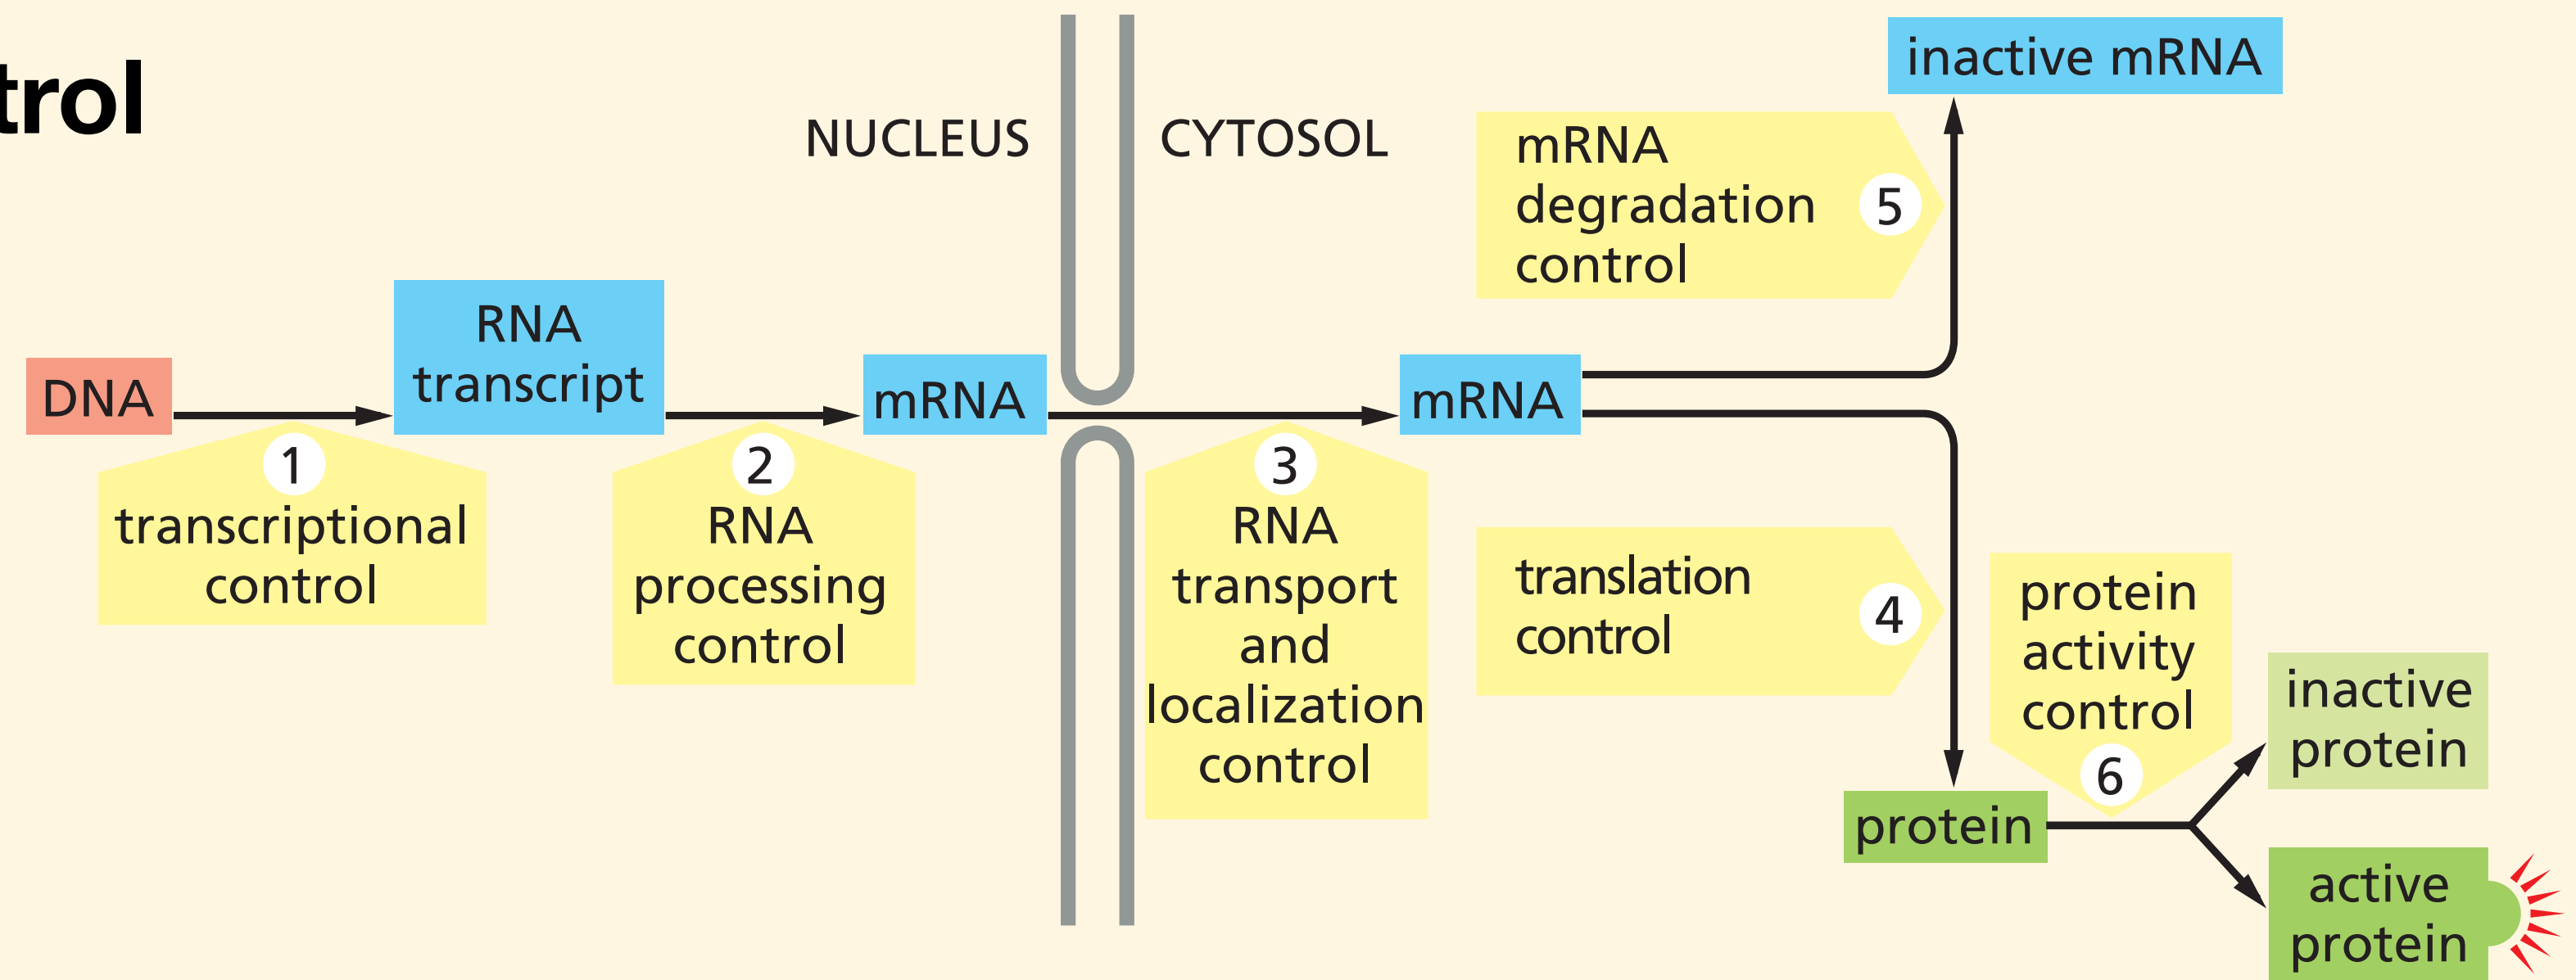 trol
NUCLEUS
CYTOSOL
DNA
RNA
transcript
mRNA
mRNA
inactive mRNA
1
transcriptional
control
2
RNA
processing
control
3
RNA
transport
and
localization
control
mRNA
degradation
control
5
translation
control
4
protein
activity
control
6
protein
inactive
protein
active
protein